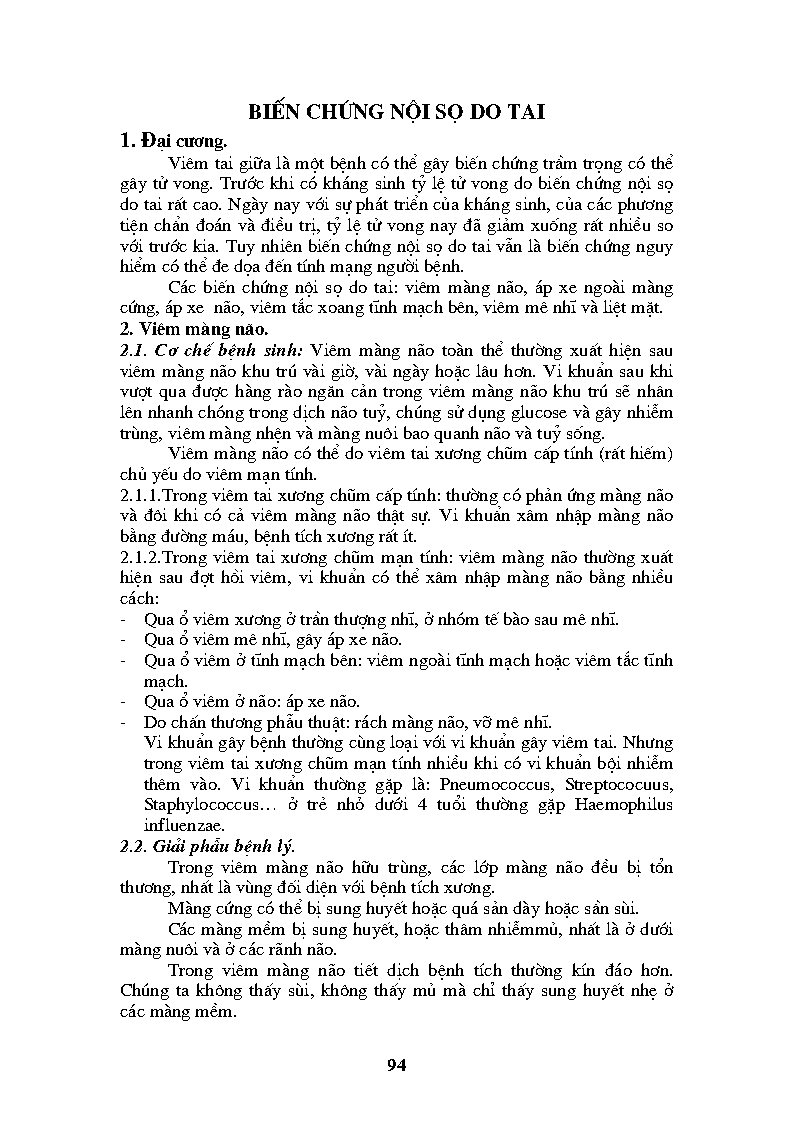 BIẾN CHỨNG NỘI SỌ DO TAI
1. Đại cương.
Viêm tai giữa là một bệnh có thể gây biến chứng trầm trọng có thể
gây tử vong. Trước khi có kháng sinh tỷ lệ tử vong do biến chứng nội sọ
do tai rất cao. Ngày nay với sự phát triển của kháng sinh, của các phương
tiện chẩn đoán và điều trị, tỷ lệ tử vong nay đã giảm xuống rất nhiều so
với trước kia. Tuy nhiên biến chứng nội sọ do tai vẫn là biến chứng nguy
hiểm có thể đe dọa đến tính mạng người bệnh.
Các biến chứng nội sọ do tai: viêm màng não, áp xe ngoài màng
cứng, áp xe não, viêm tắc xoang tĩnh mạch bên, viêm mê nhĩ và liệt mặt.
2. Viêm màng não.
2.1. Cơ chế bệnh sinh: Viêm màng não toàn thể thường xuất hiện sau
viêm màng não khu trú vài giờ, vài ngày hoặc lâu hơn. Vi khuẩn sau khi
vượt qua được hàng rào ngăn cản trong viêm màng não khu trú sẽ nhân
lên nhanh chóng trong dịch não tuỷ, chúng sử dụng glucose và gây nhiễm
trùng, viêm màng nhện và màng nuôi bao quanh não và tuỷ sống.
Viêm màng não có thể do viêm tai xương chũm cấp tính (rất hiếm)
chủ yếu do viêm mạn tính.
2.1.1.Trong viêm tai xương chũm cấp tính: thường có phản ứng màng não
và đôi khi có cả viêm màng não thật sự. Vi khuẩn xâm nhập màng não
bằng đường máu, bệnh tích xương rất ít.
2.1.2.Trong viêm tai xương chũm mạn tính: viêm màng não thường xuất
hiện sau đợt hồi viêm, vi khuẩn có thể xâm nhập màng não bằng nhiều
cách:
- Qua ổ viêm xương ở trần thượng nhĩ, ở nhóm tế bào sau mê nhĩ.
- Qua ổ viêm mê nhĩ, gây áp xe não.
- Qua ổ viêm ở tĩnh mạch bên: viêm ngoài tĩnh mạch hoặc viêm tắc tĩnh
mạch.
- Qua ổ viêm ở não: áp xe não.
- Do chấn thương phẫu thuật: rách màng não, vỡ mê nhĩ.
Vi khuẩn gây bệnh thường cùng loại với vi khuẩn gây viêm tai. Nhưng
trong viêm tai xương chũm mạn tính nhiều khi có vi khuẩn bội nhiễm
thêm vào. Vi khuẩn thường gặp là: Pneumococcus, Streptococuus,
Staphylococcus… ở trẻ nhỏ dưới 4 tuổi thường gặp Haemophilus
influenzae.
2.2. Giải phẫu bệnh lý.
Trong viêm màng não hữu trùng, các lớp màng não đều bị tổn
thương, nhất là vùng đối diện với bệnh tích xương.
Màng cứng có thể bị sung huyết hoặc quá sản dày hoặc sần sùi.
Các màng mềm bị sung huyết, hoặc thâm nhiễmmủ, nhất là ở dưới
màng nuôi và ở các rãnh não.
Trong viêm màng não tiết dịch bệnh tích thường kín đáo hơn.
Chúng ta không thấy sùi, không thấy mủ mà chỉ thấy sung huyết nhẹ ở
các màng mềm.
94